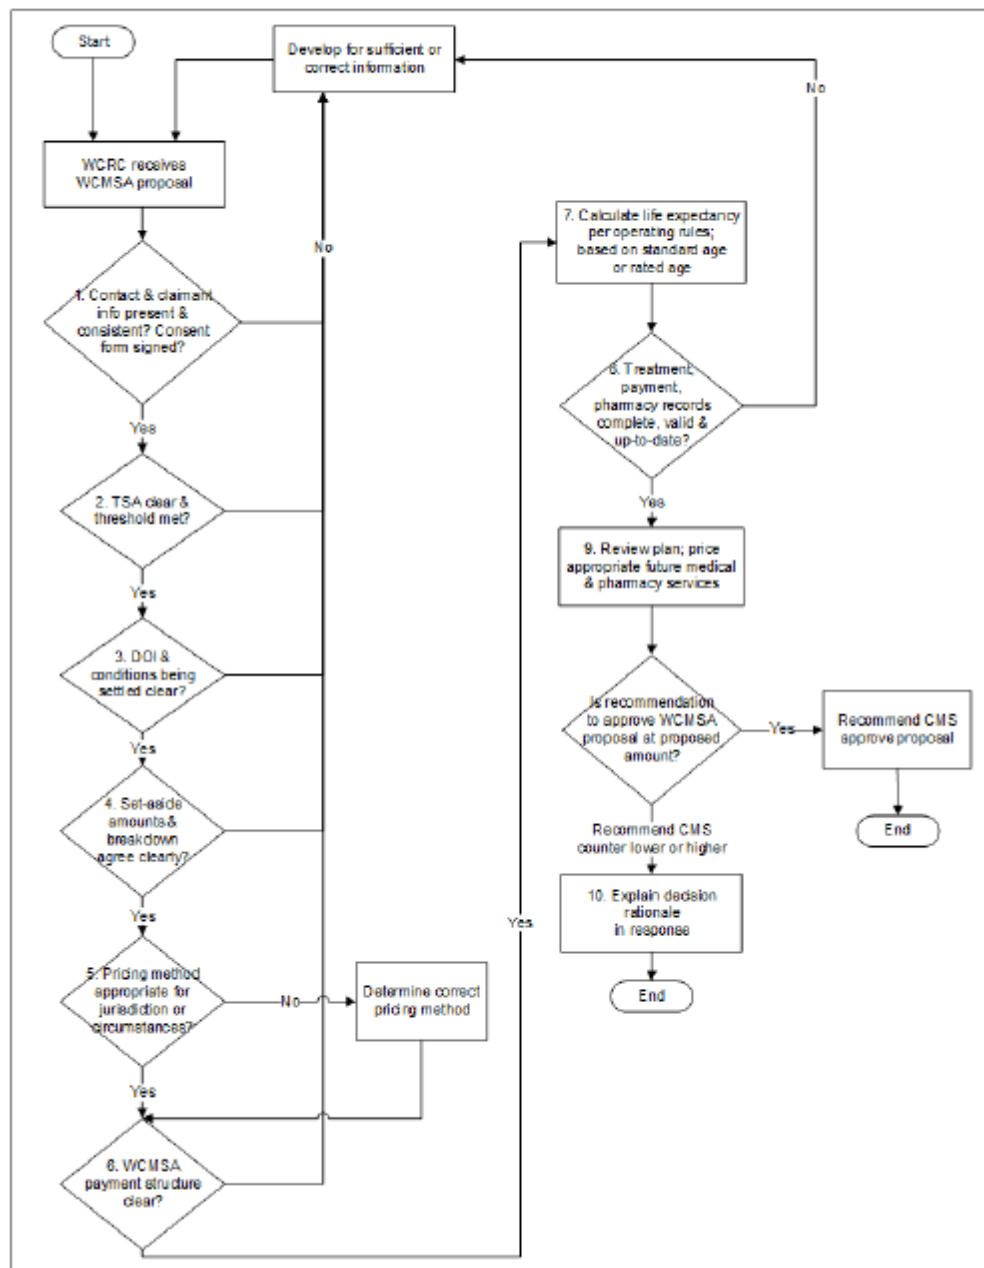 Start
Develop for sufficient or
correct information
WCRC receives
WCMSA proposal
No
1. Contact & claimant
info present &
consistent? Consent
form signed?
Yes
2. TSA clear &
threshold met?
Yes
3. DOI &
conditions being
settled clear?
Yes
4. Set-aside
amounts &
breakdown
agree clearly?
Yes
5. Pricing method
appropriate for
jurisdiction or
circumstances?
No
Determine correct
pricing method
Yes
6. WCMSA
payment structure
clear?
Yes
7. Calculate life expectancy
per operating rules;
based on standard age
or rated age
No
8. Treatment,
payment,
pharmacy records
complete, valid &
up-to-date?
Yes
9. Review plan; price
appropriate future medical
& pharmacy services
Is recommendation
to approve WCMSA
proposal at proposed
amount?
Yes
Recommend CMS
approve proposal
End
Recommend CMS
counter lower or higher
10. Explain decision
rationale
in response
End